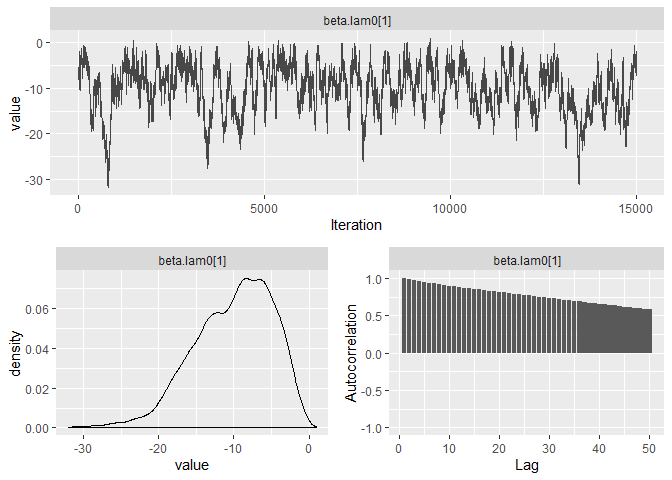 beta.lam0[1]
0
-10
-20
-30
value
0 5000 10000 15000
Iteration
beta.lam0[1]
0.06
0.04
0.02
0.00
density
-30 -20 -10 0
value
beta.lam0[1]
1.0
0.5
0.0
-0.5
-1.0
Autocorrelation
0 10 20 30 40 50
Lag